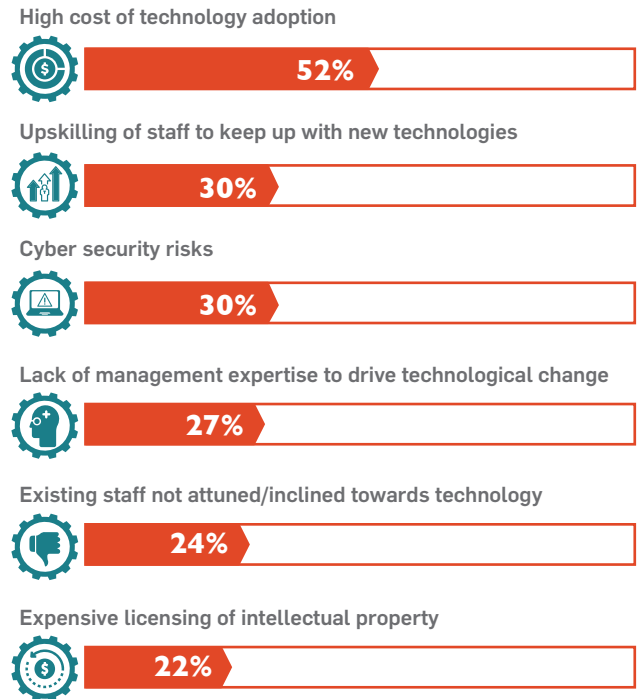 High cost of technology adoption
$
52%
Upskilling of staff to keep up with new technologies
30%
Cyber security risks
30%
Lack of management expertise to drive technological change
27%
Existing staff not attuned/inclined towards technology
24%
Expensive licensing of intellectual property
$
22%